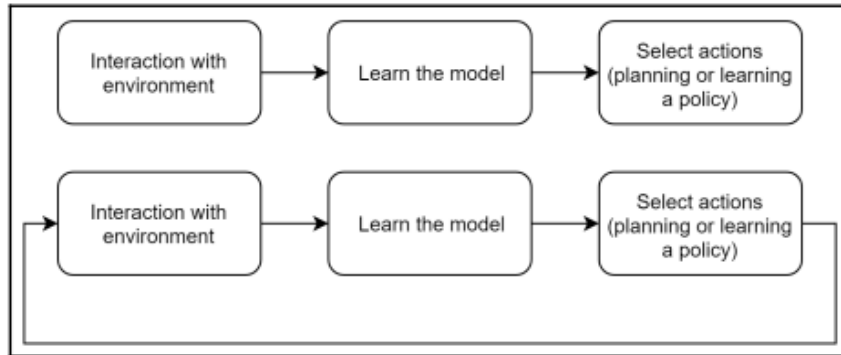 Interaction with
environment
Learn the model
Select actions
(planning or learning
a policy)
Interaction with
environment
Learn the model
Select actions
(planning or learning
a policy)